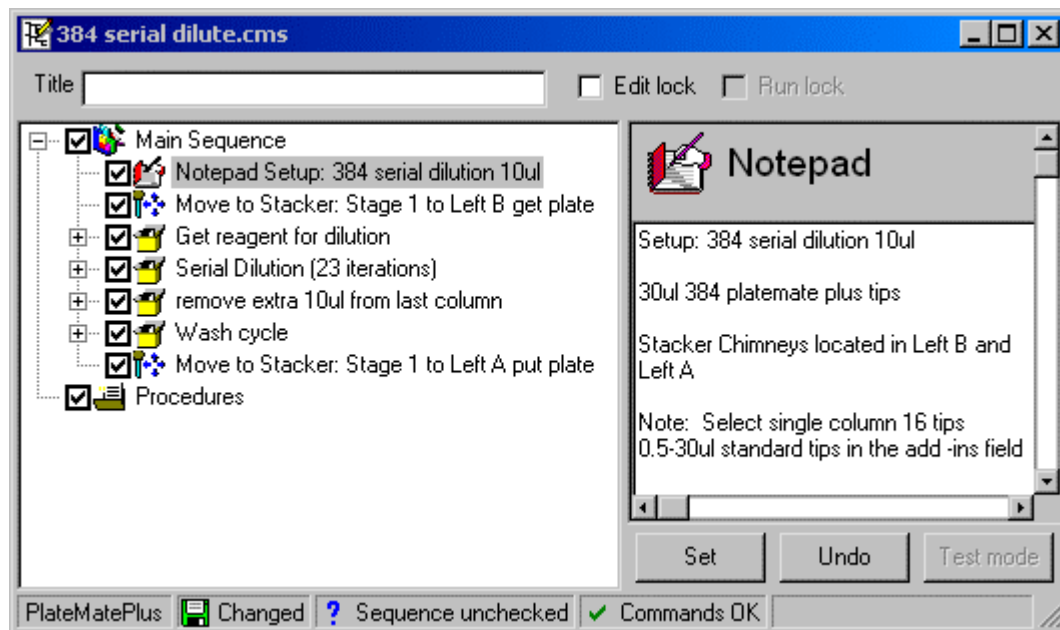 384 serial dilute.cms
Title
Edit lock
Run lock
Main Sequence
Notepad Setup: 384 serial dilution 10ul
Move to Stacker: Stage 1 to Left B get plate
Get reagent for dilution
Serial Dilution (23 iterations)
remove extra 10ul from last column
Wash cycle
Move to Stacker: Stage 1 to Left A put plate
Procedures
Notepad
Setup: 384 serial dilution 10ul
30ul 384 platemate plus tips
Stacker Chimneys located in Left B and
Left A
Note:  Select single column 16 tips
0.5-30ul standard tips in the add -ins field
Set
Undo
Test mode
PlateMatePlus
Changed
? Sequence unchecked
Commands OK